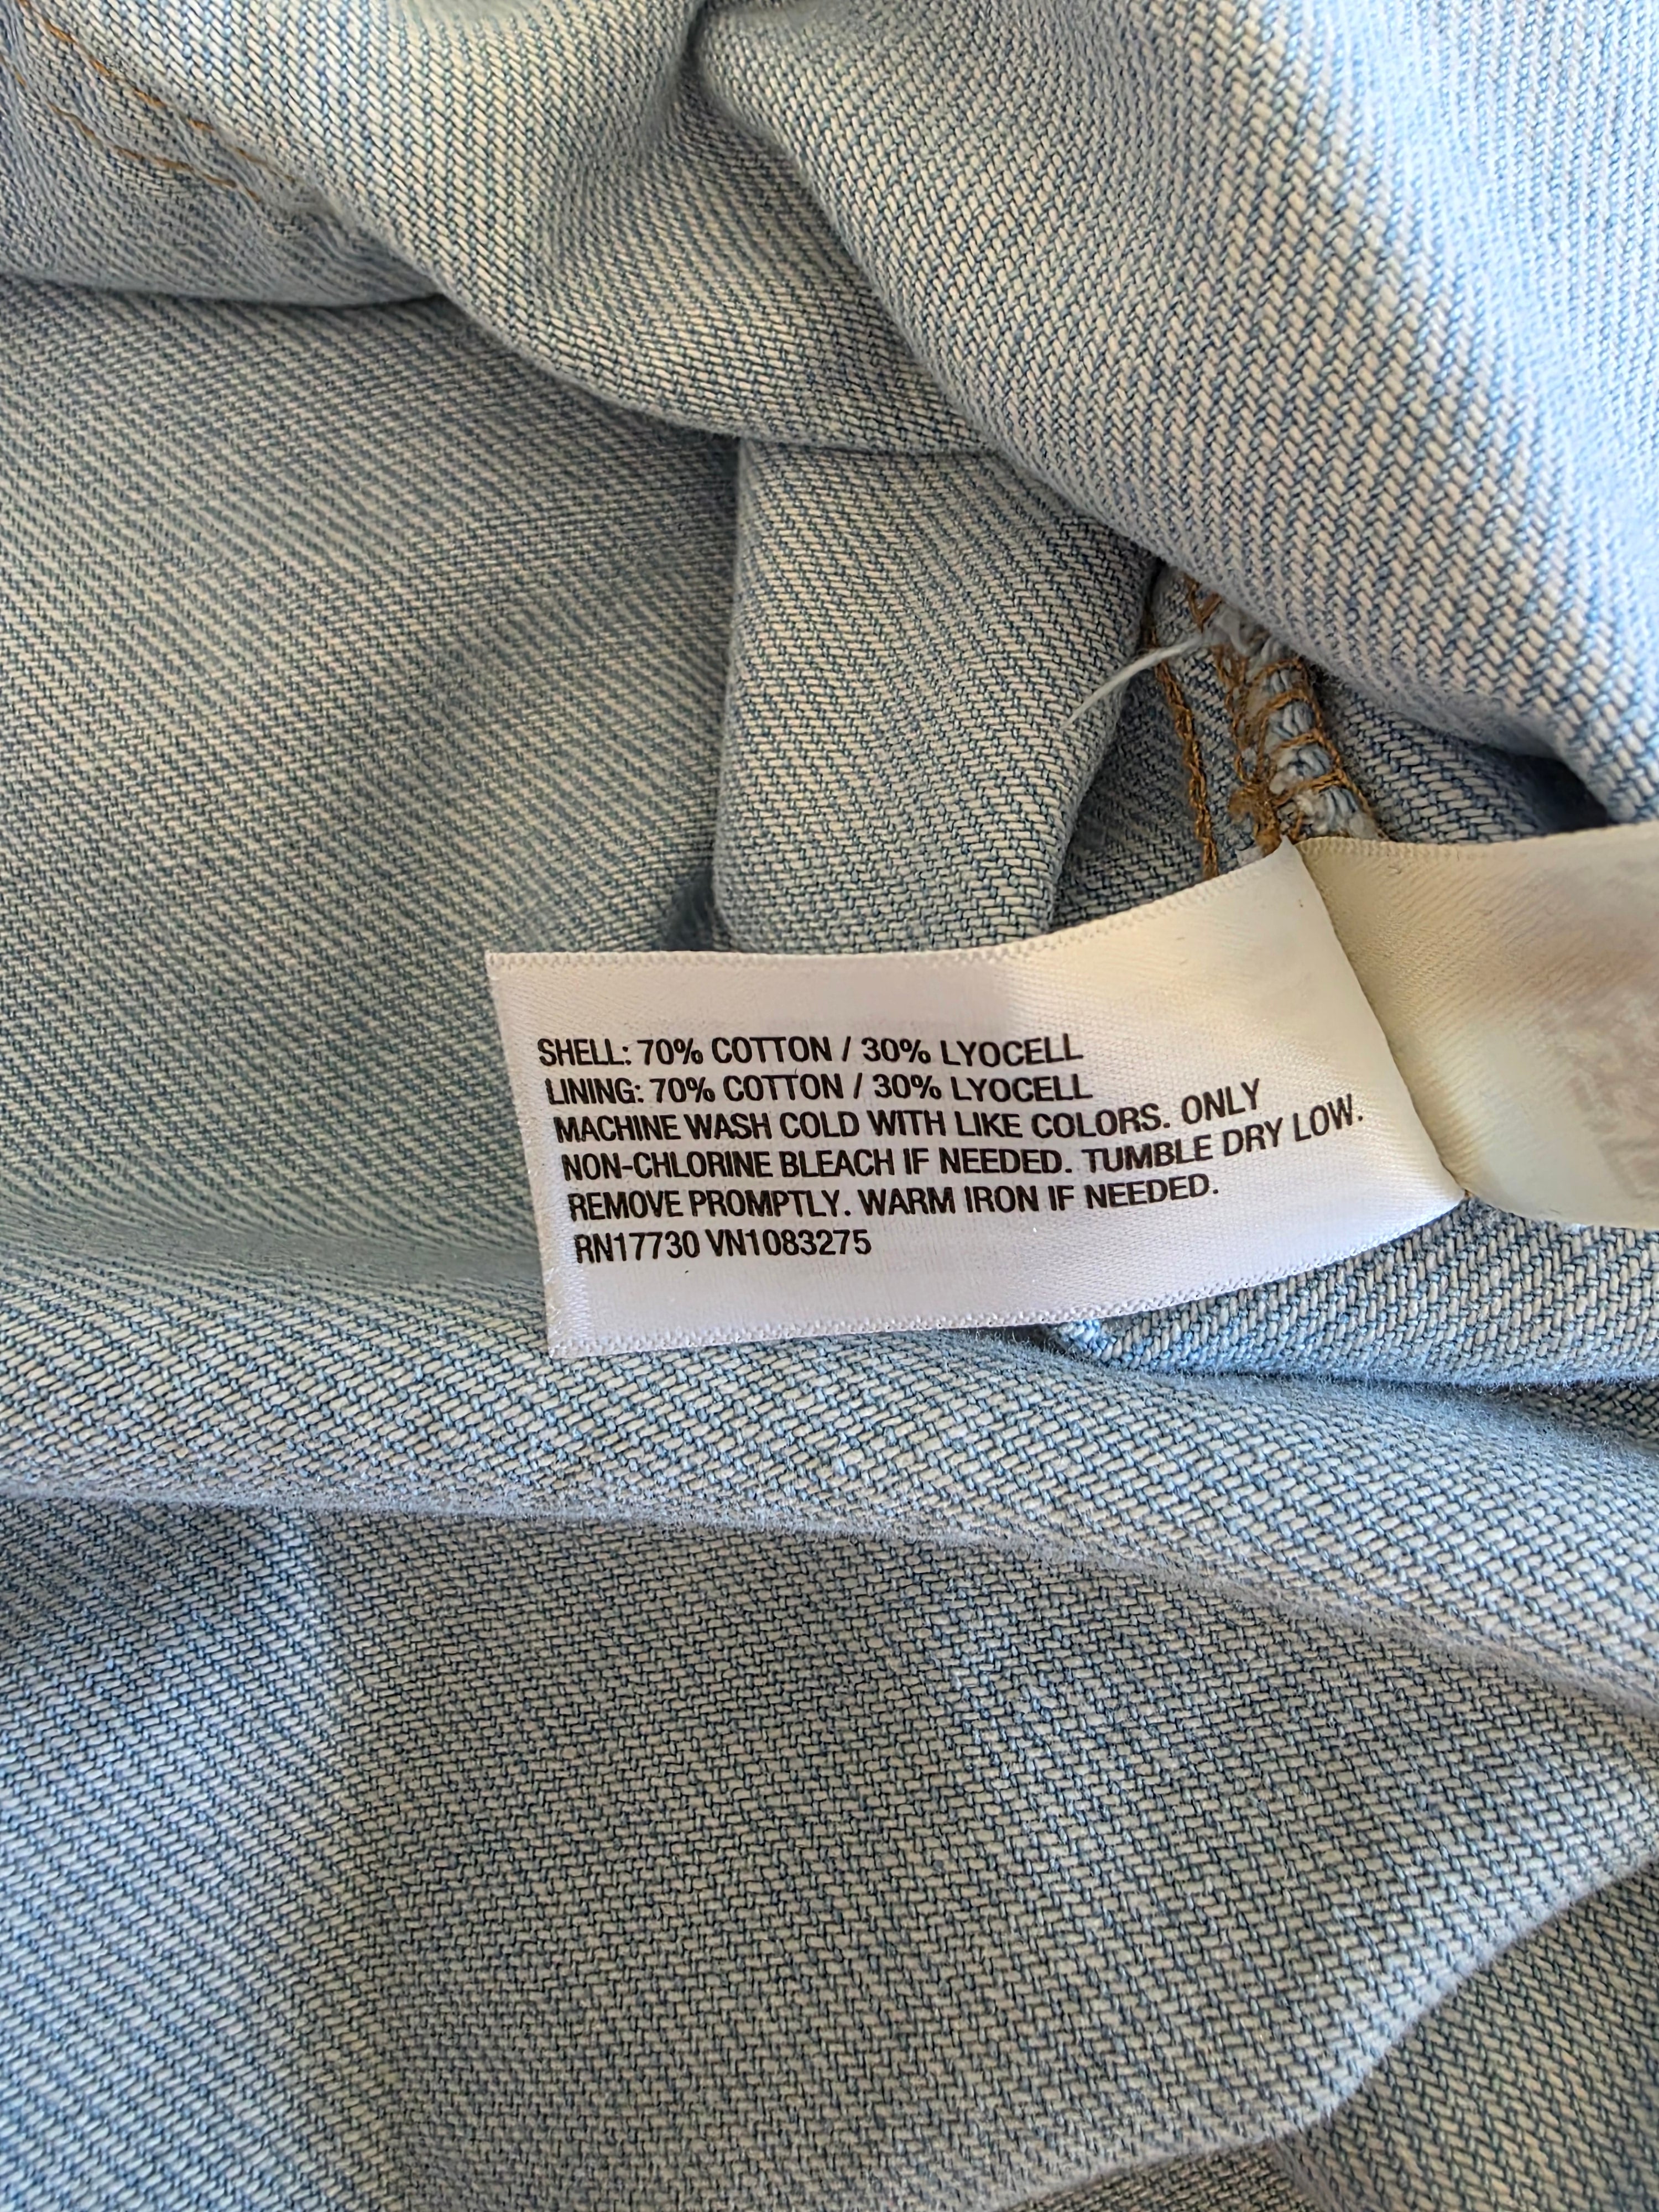 SHELL: 70% COTTON / 30% LYOCELL
LINING: 70% COTTON / 30% LYOCELL
MACHINE WASH COLD WITH LIKE COLORS. ONLY
NON-CHLORINE BLEACH IF NEEDED. TUMBLE DRY LOW.
REMOVE PROMPTLY. WARM IRON IF NEEDED.
RN17730 VN1083275